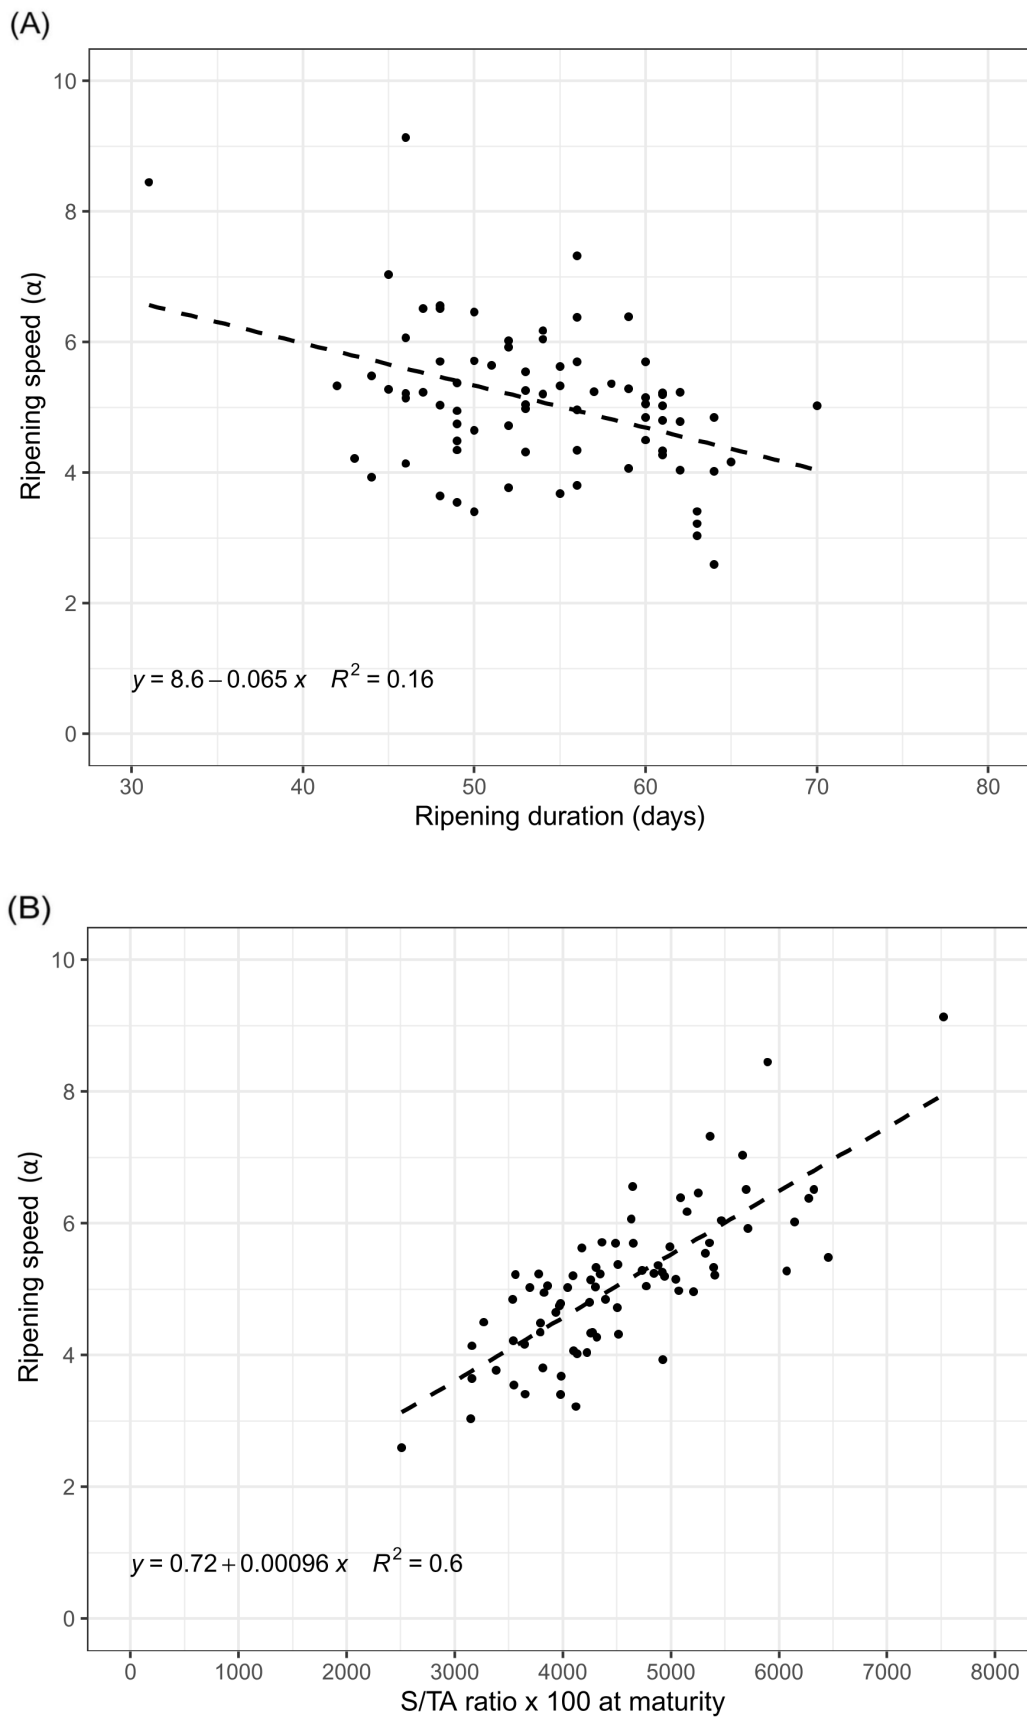 (A)
10
8
6
4
2
0
Ripening speed (α)
y = 8.6 – 0.065 x R² = 0.16
30 40 50 60 70 80
Ripening duration (days)
(B)
10
8
6
4
2
0
Ripening speed (α)
y = 0.72 + 0.00096 x R² = 0.6
0 1000 2000 3000 4000 5000 6000 7000 8000
S/TA ratio x 100 at maturity